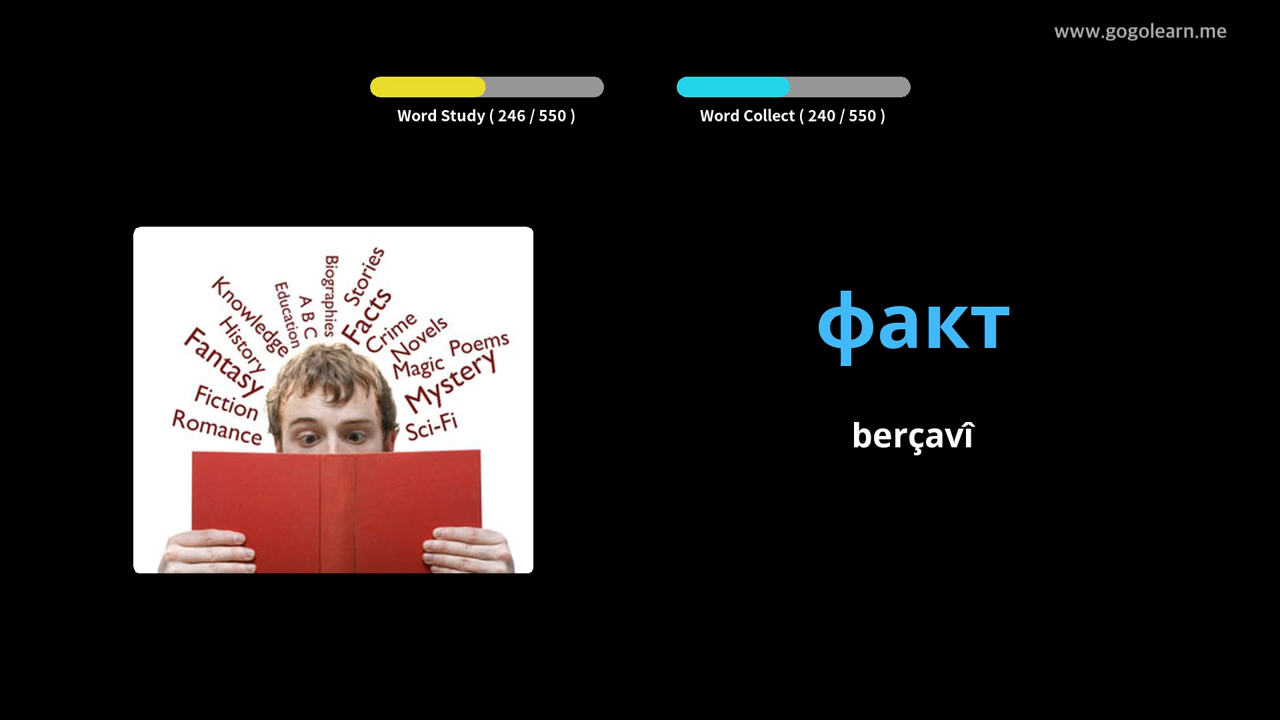 www.gogolearn.me
Word Study ( 246 / 550 )
Word Collect ( 240 / 550 )
Knowledge
History
Fantasy
Fiction
Romance
Education
A B C
Biographies
Stories
Facts
Crime
Novels
Magic
Poems
Mystery
Sci-Fi
факт
berçavî